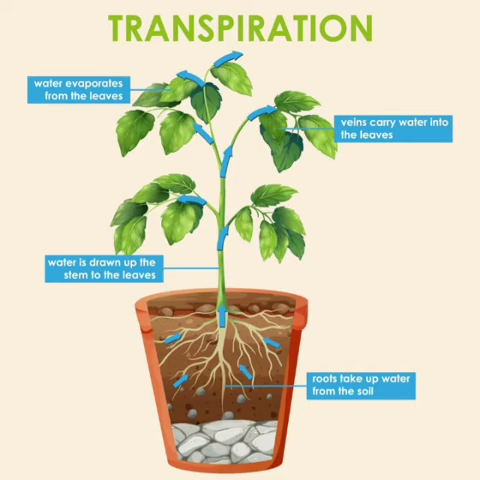 TRANSPIRATION
water evaporates
from the leaves
veins carry water into
the leaves
water is drawn up the
stem to the leaves
roots take up water
from the soil